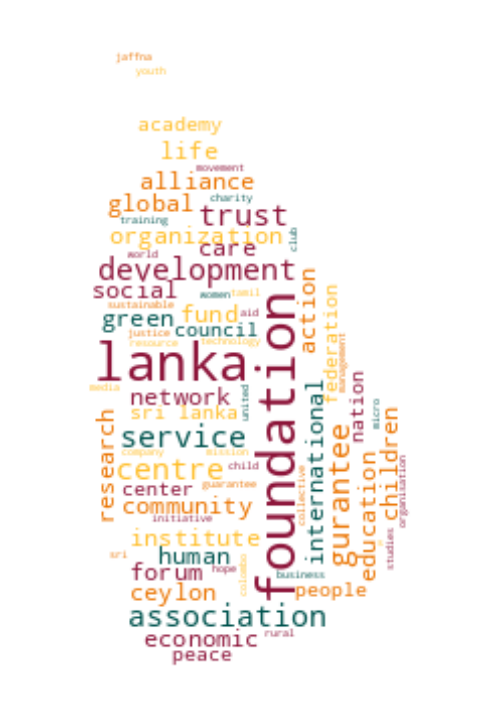 jaffna
youth
academy
life
movement
alliance
charity
global
trust
training
organization
club
care
world
development
social
women
tamil
sustainable
action
fund
aid
federation
green
council
justice
resource
technology
lanka
foundation
management
media
network
united
nation
micro
sri lanka
service
international
children
research
company
mission
centre
child
gurantee
guarantee
center
collective
education
organisation
community
initiative
studies
institute
sri
human
hope
colombo
forum
business
ceylon
people
association
rural
economic
peace